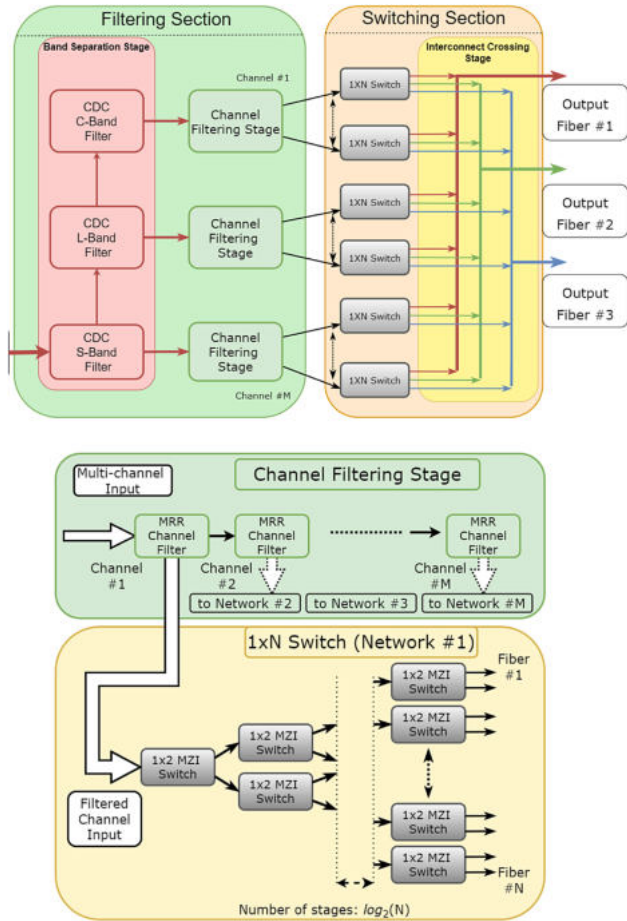 Filtering Section
Switching Section
Band Separation Stage
Interconnect Crossing
Stage
Channel #1
CDC
C-Band
Filter
Channel
Filtering Stage
1XN Switch
1XN Switch
Output
Fiber #1
CDC
L-Band
Filter
Channel
Filtering
Stage
1XN Switch
1XN Switch
Output
Fiber #2
CDC
S-Band
Filter
Channel
Filtering
Stage
1XN Switch
1XN Switch
Output
Fiber #3
Channel #M
Multi-channel
Input
Channel Filtering Stage
MRR
Channel
Filter
MRR
Channel
Filter
MRR
Channel
Filter
Channel
#1
Channel
#2
Channel
#M
to Network #2
to Network #3
to Network #M
1xN Switch (Network #1)
1x2 MZI
Switch
Fiber
#1
1x2 MZI
Switch
1x2 MZI
Switch
1x2 MZI
Switch
1x2 MZI
Switch
Filtered
Channel
Input
1x2 MZI
Switch
1x2 MZI
Switch
Fiber
#N
Number of stages: log₂(N)